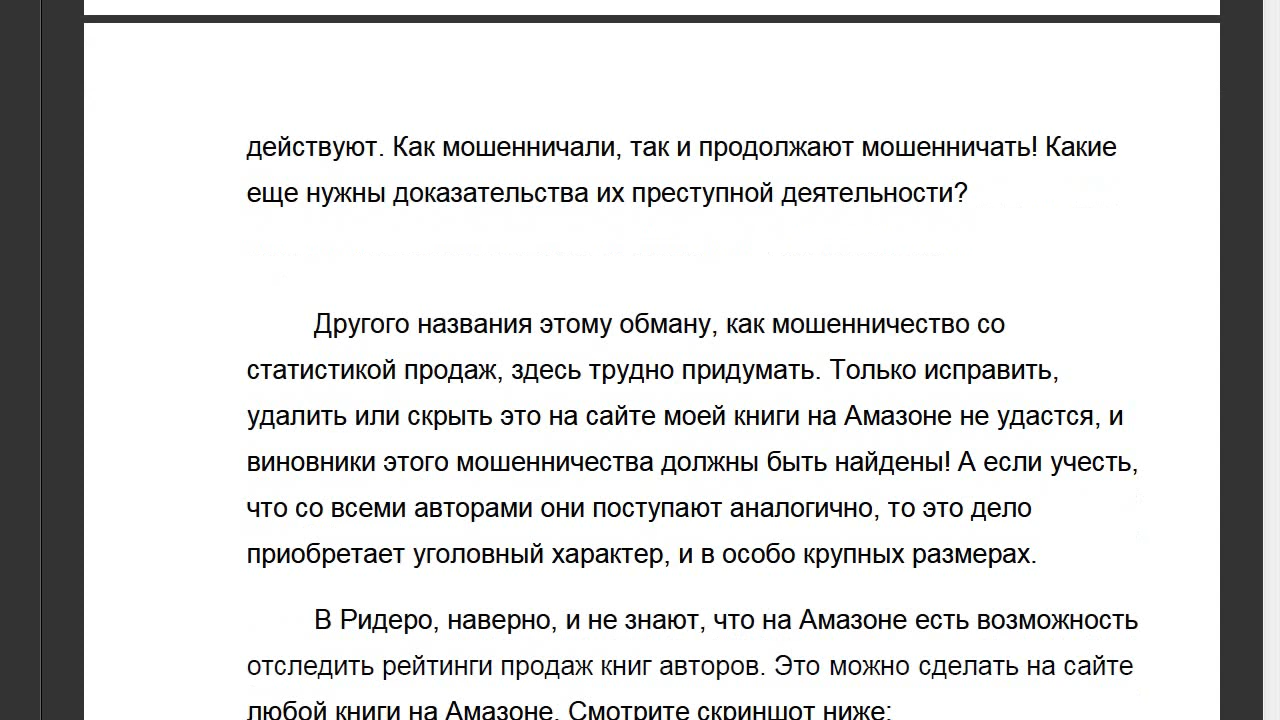 действуют. Как мошенничали, так и продолжают мошенничать! Какие
еще нужны доказательства их преступной деятельности?
Другого названия этому обману, как мошенничество со
статистикой продаж, здесь трудно придумать. Только исправить,
удалить или скрыть это на сайте моей книги на Амазоне не удастся, и
виновники этого мошенничества должны быть найдены! А если учесть,
что со всеми авторами они поступают аналогично, то это дело
приобретает уголовный характер, и в особо крупных размерах.
В Ридеро, наверно, и не знают, что на Амазоне есть возможность
отследить рейтинги продаж книг авторов. Это можно сделать на сайте
любой книги на Амазоне. Смотрите скриншот ниже: